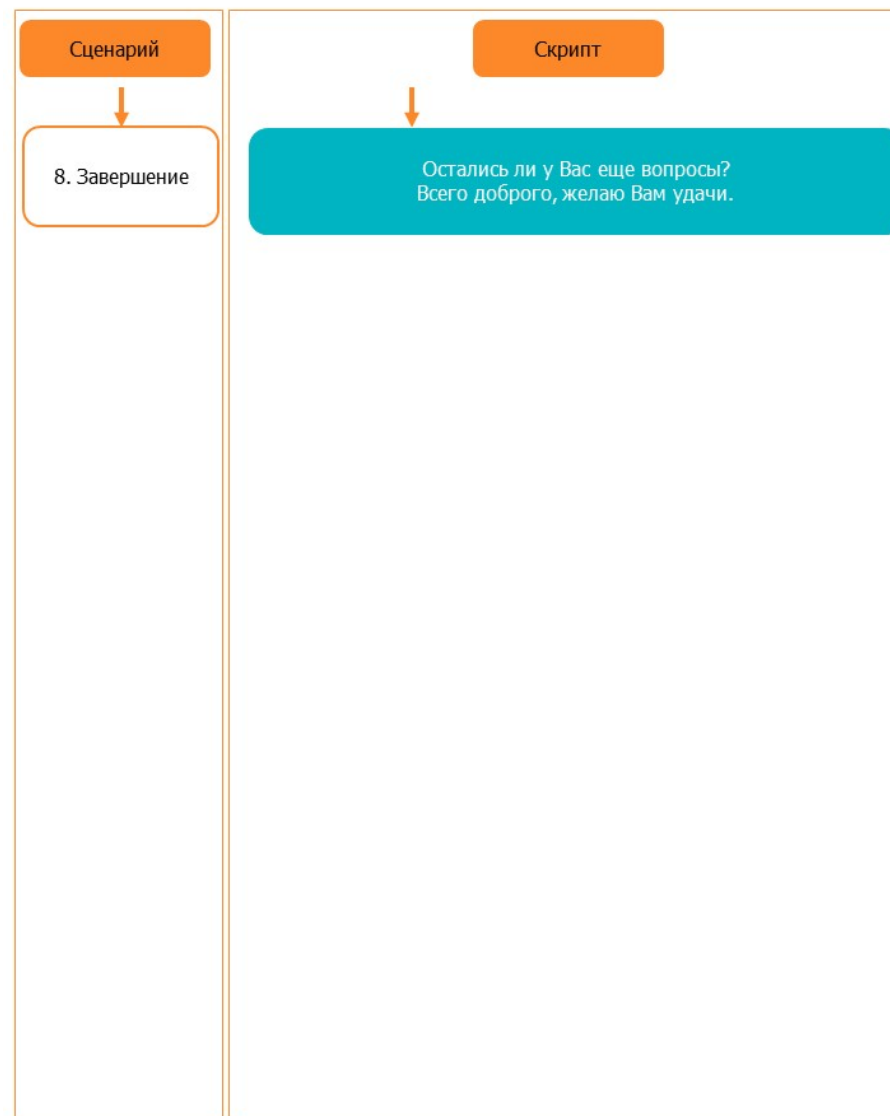 Сценарий
Скрипт
8. Завершение
Остались ли у Вас еще вопросы?
Всего доброго, желаю Вам удачи.